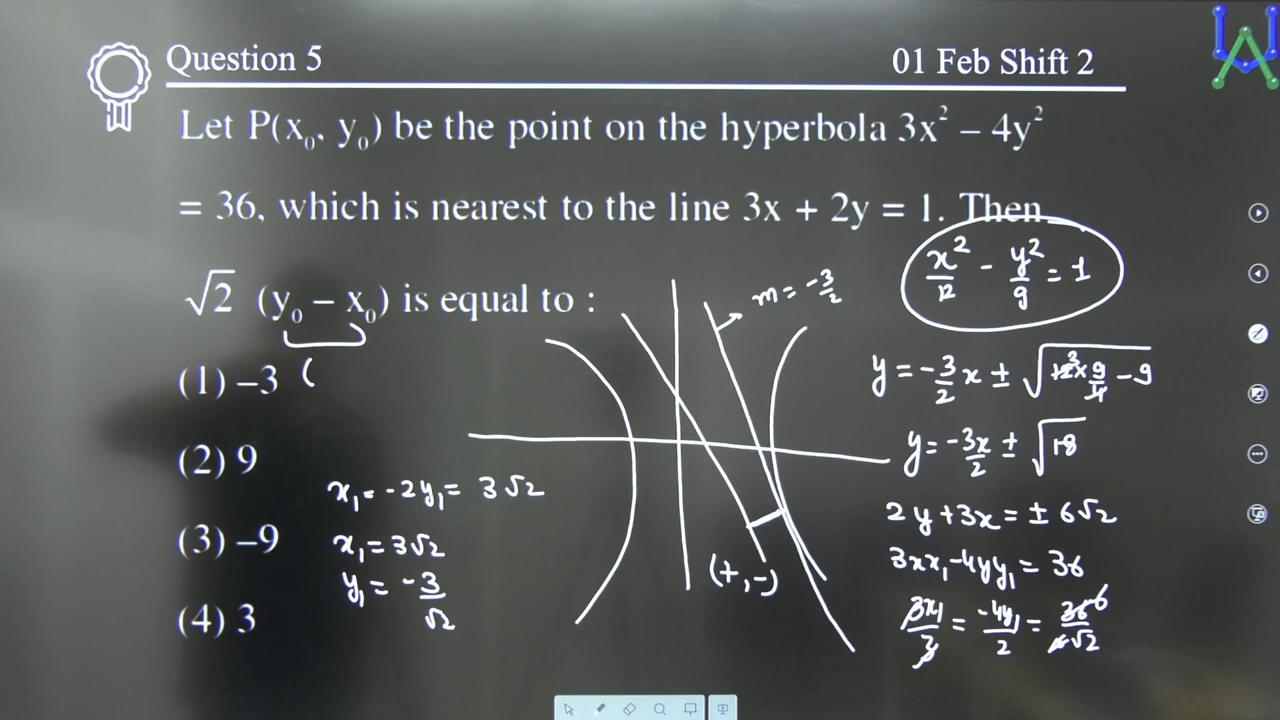 Question 5
01 Feb Shift 2
Let P(x₀, y₀) be the point on the hyperbola 3x² – 4y²
= 36, which is nearest to the line 3x + 2y = 1. Then
√2 (y₀ – x₀) is equal to :
(1) –3 (
(2) 9
(3) –9
(4) 3
x₁ = -2y₁ = 3√2
x₁ = 3√2
y₁ = -3/√2
m = -3/2
(+,-)
x²/12 - y²/9 = 1
y = -3/2 x ± √(12³ × 9/4 - 9)
y = -3x/2 ± √18
2y + 3x = ± 6√2
3xx₁ - 4yy₁ = 36
3x₁/3 = -4y₁/2 = 36 6/6√2